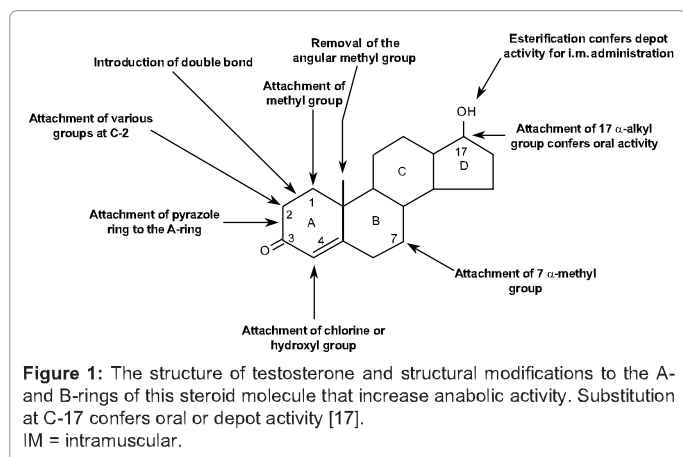 Removal of the
angular methyl group
Esterification confers depot
activity for i.m. administration
Introduction of double bond
Attachment of
methyl group
Attachment of various
groups at C-2
OH
Attachment of 17 α-alkyl
group confers oral activity
17
D
C
1
2
A
B
Attachment of pyrazole
ring to the A-ring
O
3
4
7
Attachment of 7 α-methyl
group
Attachment of chlorine or
hydroxyl group
Figure 1: The structure of testosterone and structural modifications to the A-
and B-rings of this steroid molecule that increase anabolic activity. Substitution
at C-17 confers oral or depot activity [17].
IM = intramuscular.